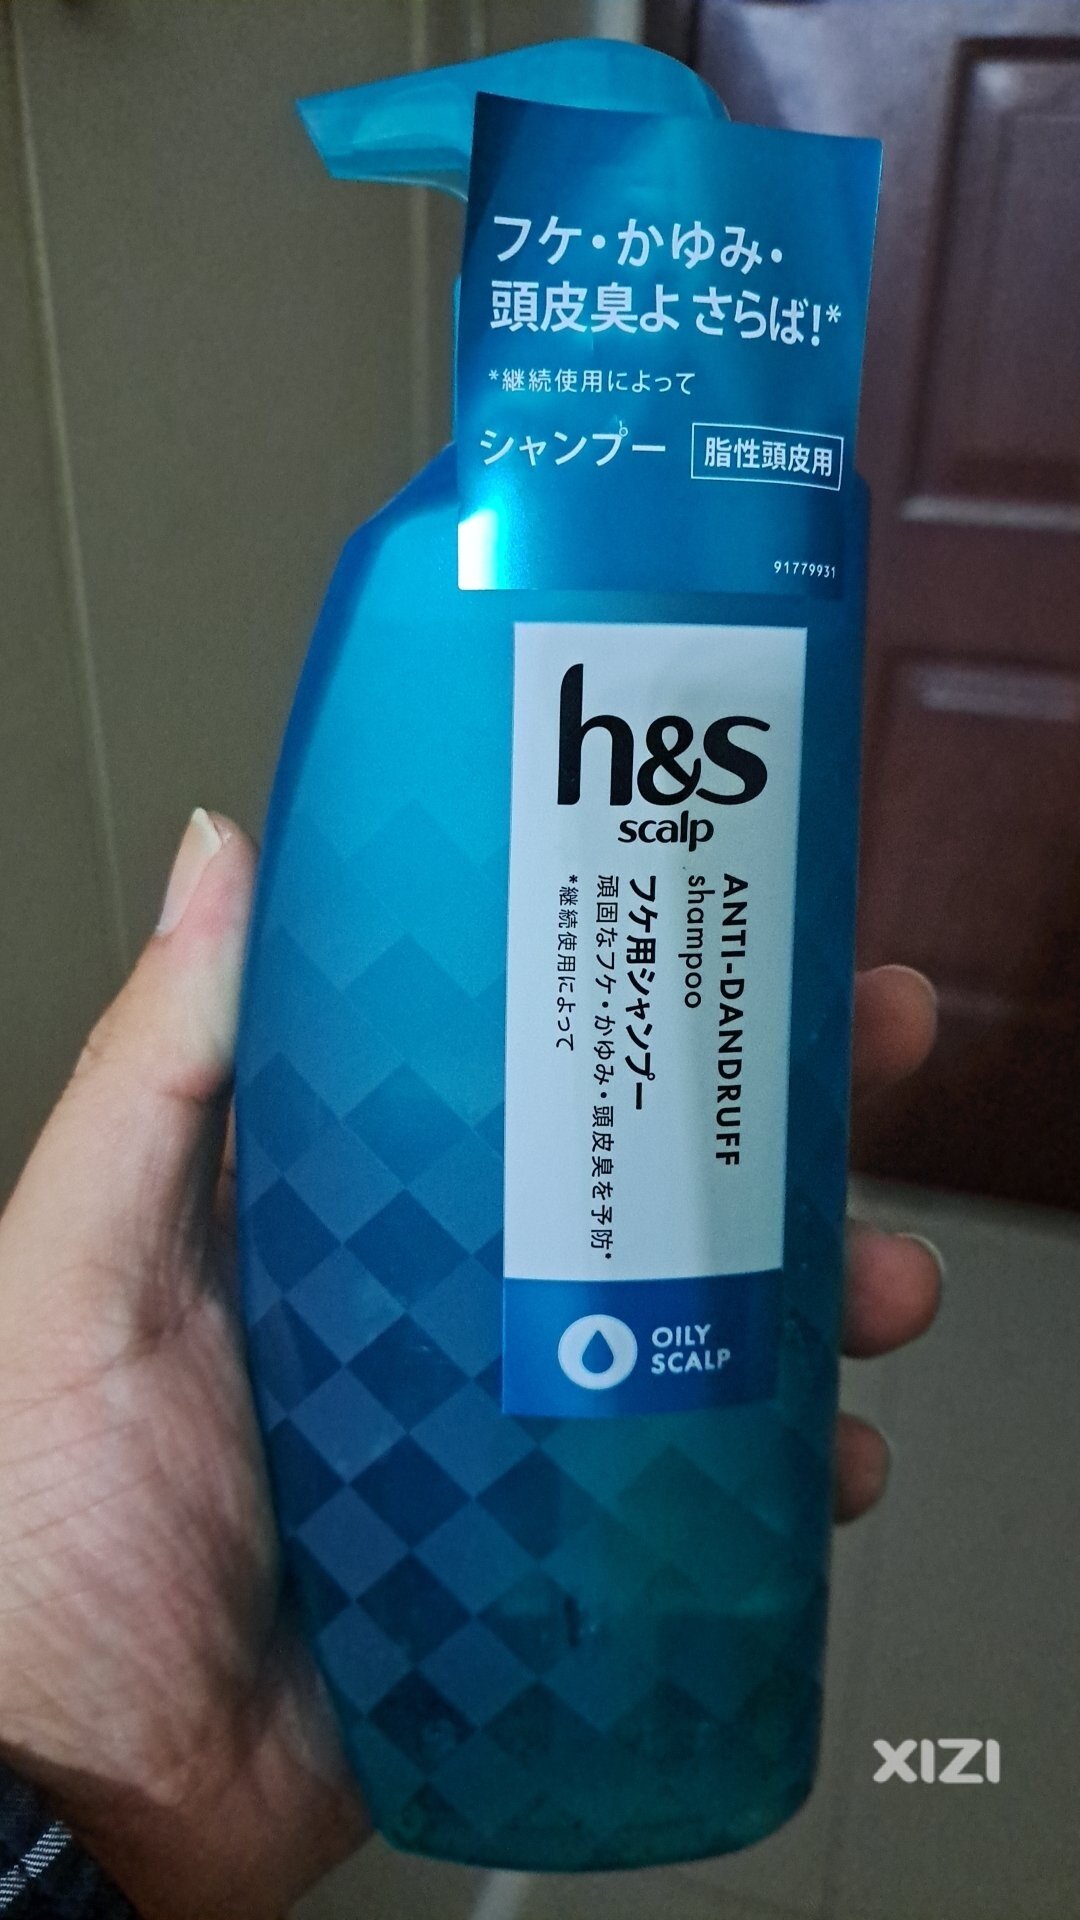 フケ・かゆみ・
頭皮臭よ さらば!*
*継続使用によって
シャンプー 脂性頭皮用
91779931
h&s
scalp
ANTI-DANDRUFF
shampoo
フケ用シャンプー
頑固なフケ・かゆみ・頭皮臭を予防*
*継続使用によって
OILY
SCALP
XIZI